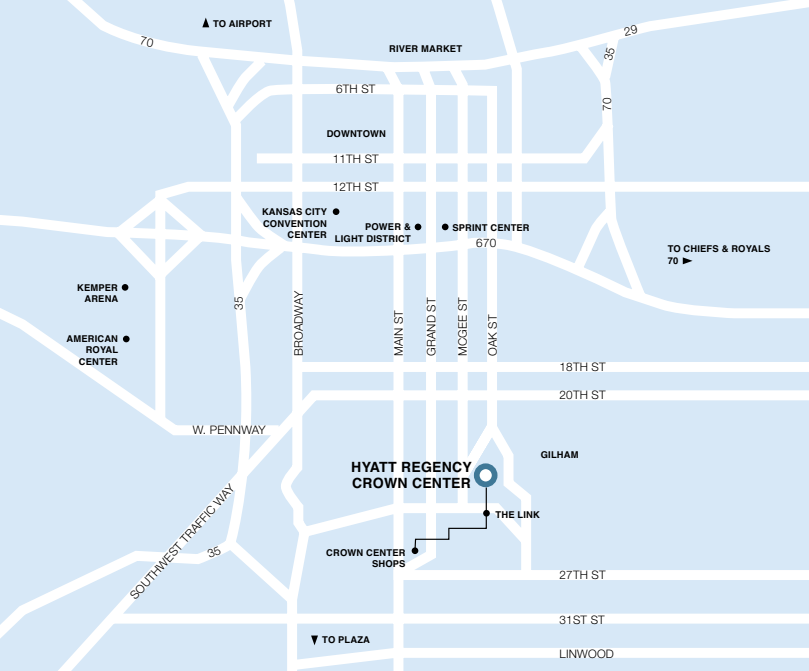 TO AIRPORT
29
70
RIVER MARKET
35
6TH ST
70
DOWNTOWN
11TH ST
12TH ST
KANSAS CITY
CONVENTION
CENTER
POWER &
LIGHT DISTRICT
SPRINT CENTER
670
TO CHIEFS & ROYALS
70
KEMPER
ARENA
35
BROADWAY
MAIN ST
GRAND ST
MCGEE ST
OAK ST
AMERICAN
ROYAL
CENTER
18TH ST
20TH ST
W. PENNWAY
GILHAM
HYATT REGENCY
CROWN CENTER
SOUTHWEST TRAFFIC WAY
THE LINK
35
CROWN CENTER
SHOPS
27TH ST
31ST ST
TO PLAZA
LINWOOD